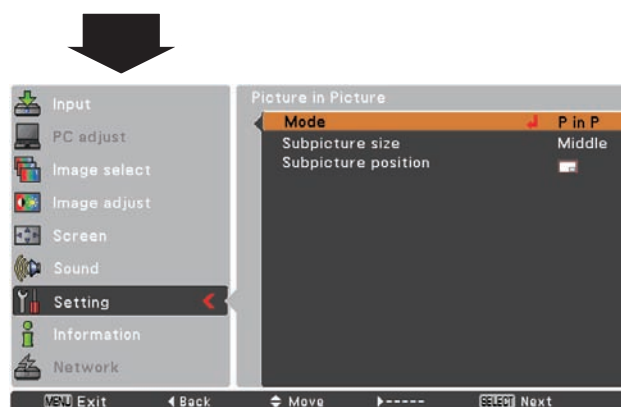 Input
PC adjust
Image select
Image adjust
Screen
Sound
Setting
Information
Network
Picture in Picture
Mode P in P
Subpicture size Middle
Subpicture position
MENU Exit Back Move ----- SELECT Next